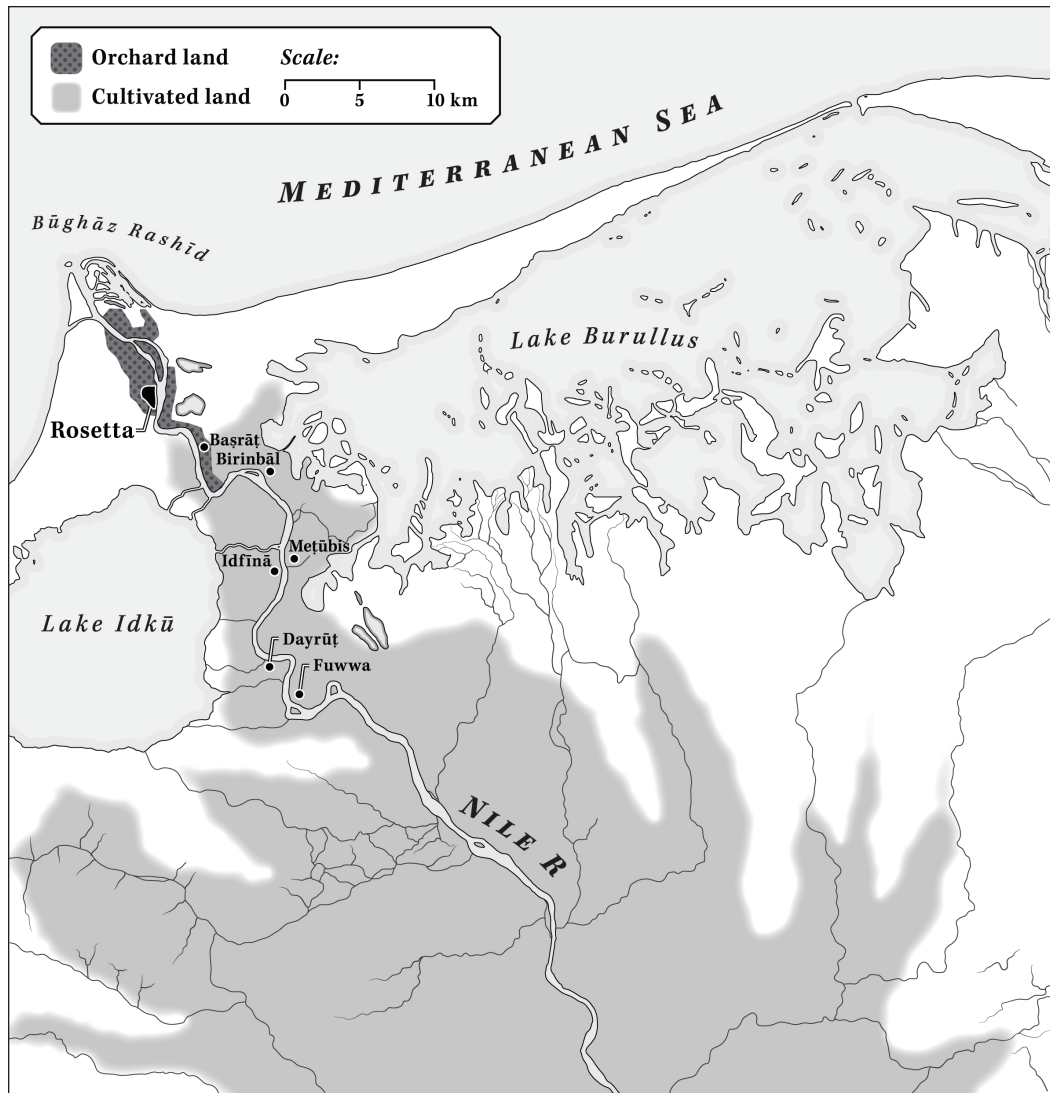 Orchard land
Cultivated land
Scale:
0 5 10 km
MEDITERRANEAN SEA
Būghāz Rashīd
Lake Burullus
Rosetta
Baṣrāṭ
Birinbāl
Meṭūbis
Idfīnā
Lake Idkū
Dayrūṭ
Fuwwa
NILE R